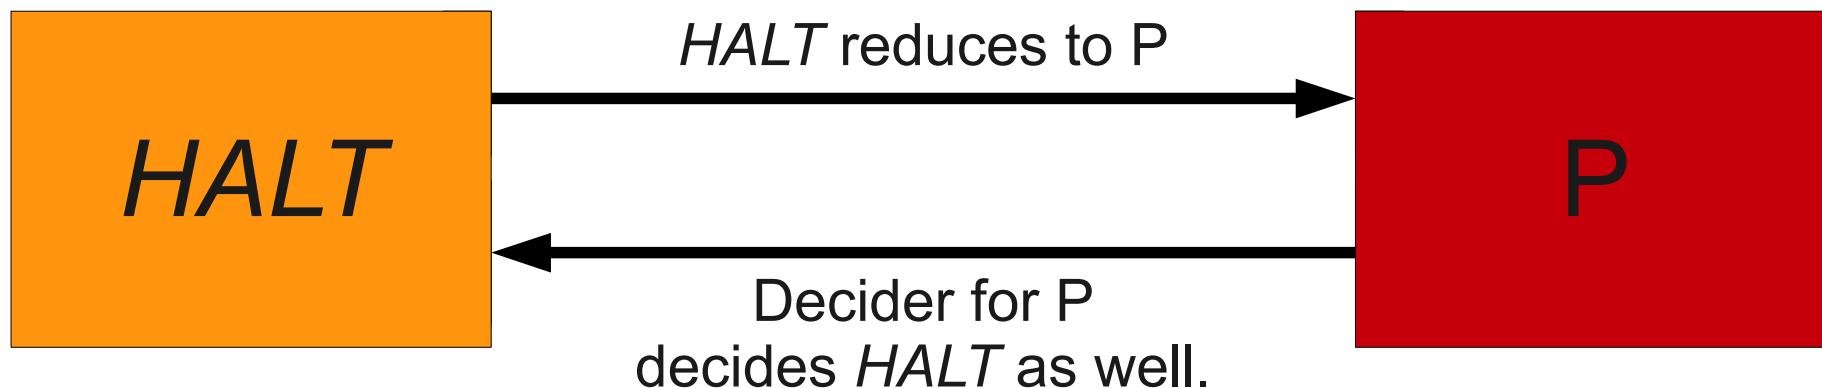 HALT reduces to P
HALT
P
Decider for P
decides HALT as well.